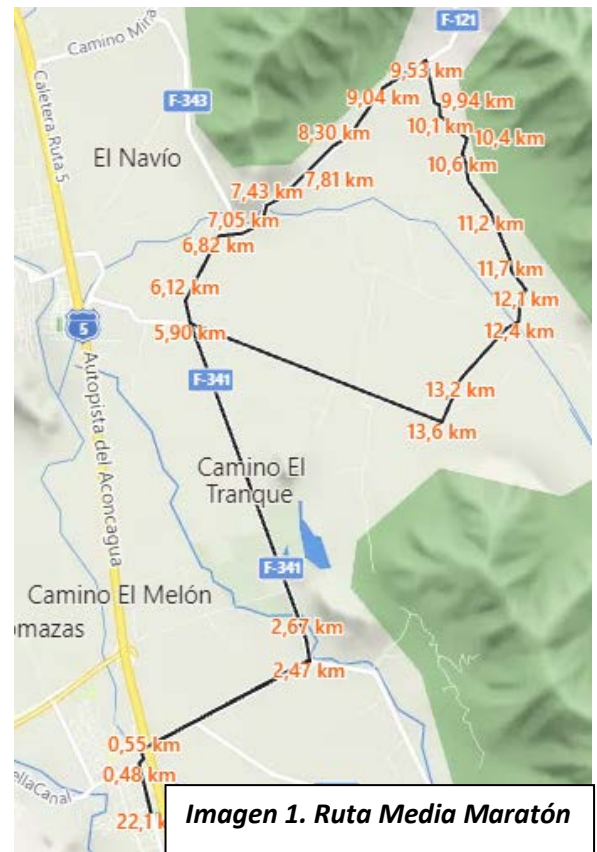 F-121
Camino Mira
9,53 km
9,04 km
9,94 km
F-343
Caletera Ruta 5
10,1 km
10,4 km
8,30 km
El Navío
10,6 km
7,81 km
7,43 km
7,05 km
11,2 km
6,82 km
11,7 km
6,12 km
12,1 km
5
5,90 km
12,4 km
F-341
Autopista del Aconcagua
13,2 km
13,6 km
Camino El
Tranque
F-341
Camino El Melón
omazas
2,67 km
2,47 km
0,55 km
0,48 km
ellaCanal
22,1 k
Imagen 1. Ruta Media Maratón